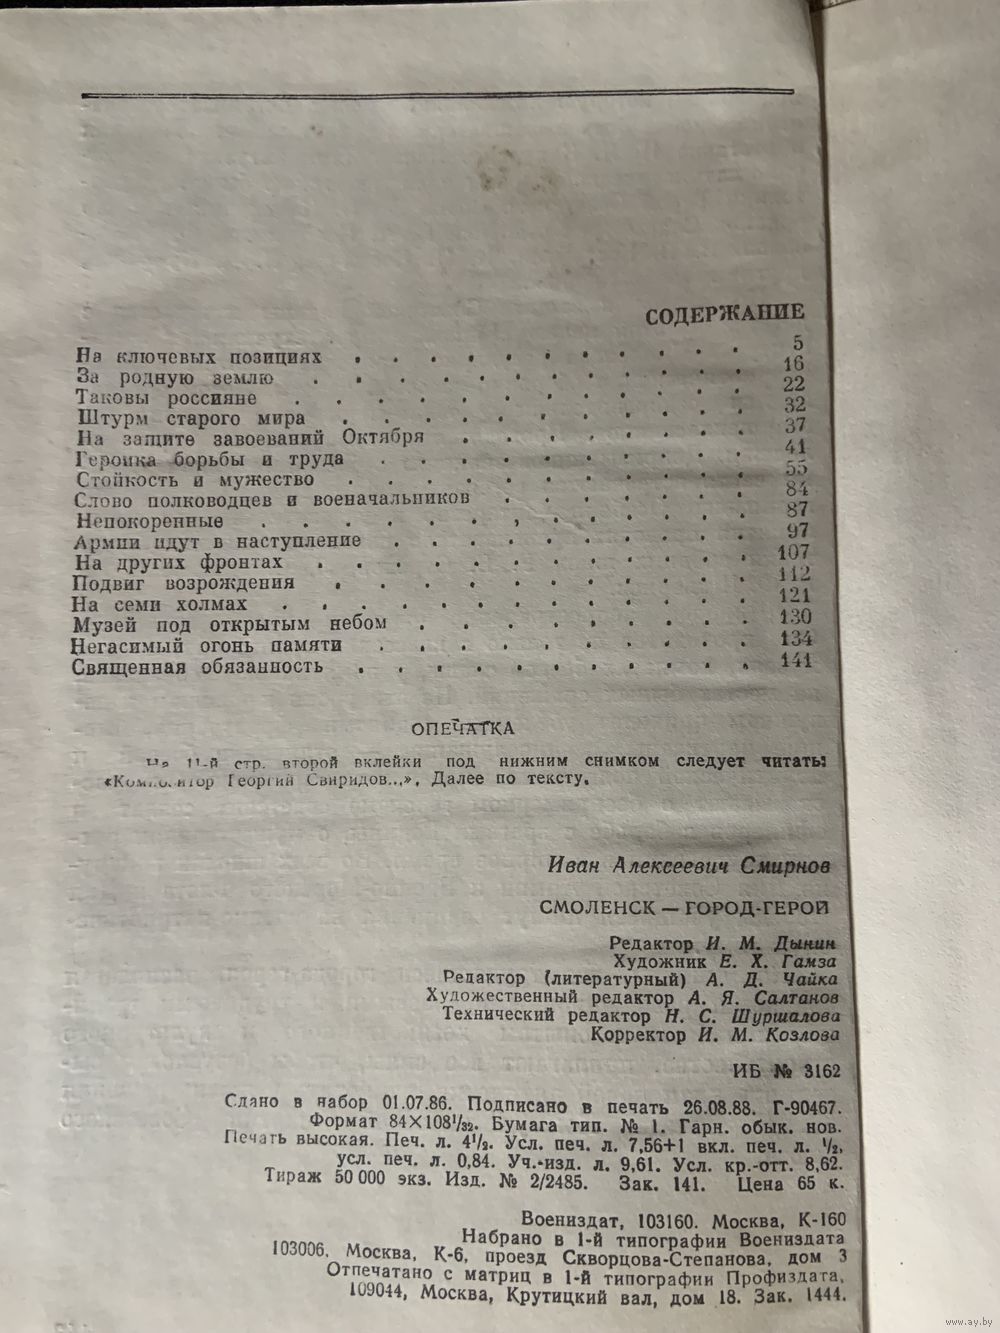 СОДЕРЖАНИЕ
На ключевых позициях . . . . . . . . . . . 5
За родную землю . . . . . . . . . . . . 16
Таковы россияне . . . . . . . . . . . . 22
Штурм старого мира . . . . . . . . . . . 32
На защите завоеваний Октября . . . . . . . . 37
Героика борьбы и труда . . . . . . . . . . 41
Стойкость и мужество . . . . . . . . . . . 55
Слово полководцев и военачальников . . . . . . . 84
Непокоренные . . . . . . . . . . . . . 87
Армии идут в наступление . . . . . . . . . . 97
На других фронтах . . . . . . . . . . . . 107
Подвиг возрождения . . . . . . . . . . . 112
На семи холмах . . . . . . . . . . . . . 121
Музей под открытым небом . . . . . . . . . 130
Негасимый огонь памяти . . . . . . . . . . 134
Священная обязанность . . . . . . . . . . . 141
ОПЕЧАТКА
На 11-й стр. второй вклейки под нижним снимком следует читать:
«Композитор Георгий Свиридов...», Далее по тексту.
Иван Алексеевич Смирнов
СМОЛЕНСК — ГОРОД-ГЕРОЙ
Редактор И. М. Дынин
Художник Е. Х. Гамза
Редактор (литературный) А. Д. Чайка
Художественный редактор А. Я. Салтанов
Технический редактор Н. С. Шуршалова
Корректор И. М. Козлова
ИБ № 3162
Сдано в набор 01.07.86. Подписано в печать 26.08.88. Г-90467.
Формат 84×108¹/₃₂. Бумага тип. № 1. Гарн. обык. нов.
Печать высокая. Печ. л. 4¹/₂. Усл. печ. л. 7,56+1 вкл. печ. л. ¹/₂,
усл. печ. л. 0,84. Уч.-изд. л. 9,61. Усл. кр.-отт. 8,62.
Тираж 50 000 экз. Изд. № 2/2485. Зак. 141. Цена 65 к.
Воениздат, 103160. Москва, К-160
Набрано в 1-й типографии Воениздата
103006, Москва, К-6, проезд Скворцова-Степанова, дом 3
Отпечатано с матриц в 1-й типографии Профиздата,
109044, Москва, Крутицкий вал, дом 18. Зак. 1444.
www.ay.by